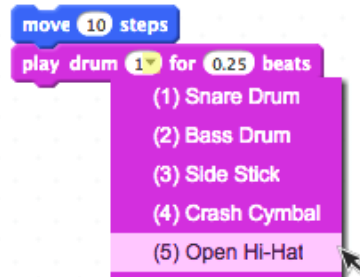 move 10 steps
play drum 1 for 0.25 beats
(1) Snare Drum
(2) Bass Drum
(3) Side Stick
(4) Crash Cymbal
(5) Open Hi-Hat